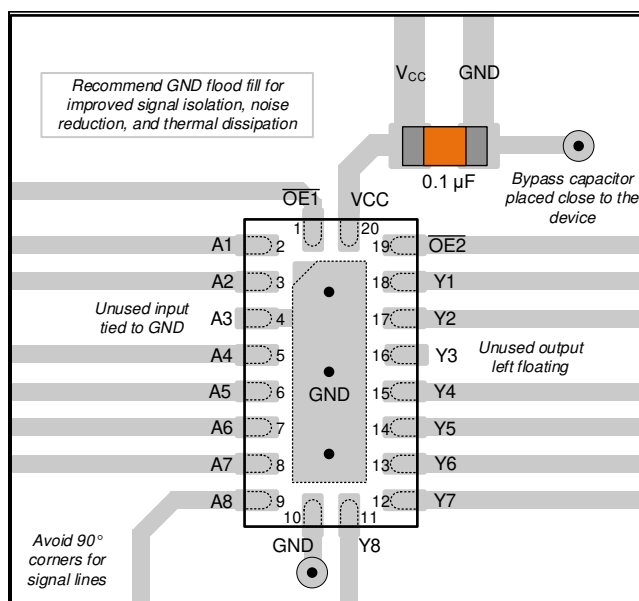 Recommend GND flood fill for
improved signal isolation, noise
reduction, and thermal dissipation
V_CC GND
0.1 µF
Bypass capacitor
placed close to the
device
O̅E̅1̅ VCC
1 20
A1 2 19 O̅E̅2̅
A2 3 18 Y1
Unused input
tied to GND
A3 4 17 Y2
A4 5 16 Y3
Unused output
left floating
GND
A5 6 15 Y4
A6 7 14 Y5
A7 8 13 Y6
A8 9 12 Y7
10 11
GND Y8
Avoid 90°
corners for
signal lines